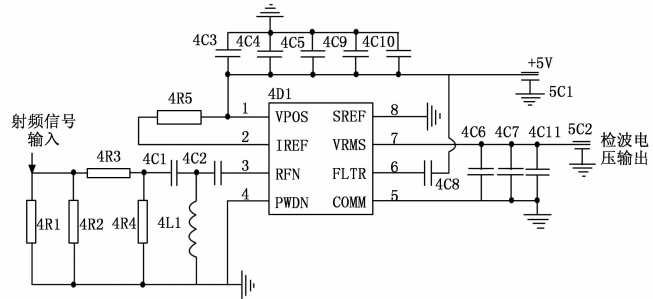 4C3 4C4 4C5 4C9 4C10
+5V
5C1
4R5
4D1
1 VPOS SREF 8
2 IREF VRMS 7
3 RFN FLTR 6
4 PWDN COMM 5
射频信号
输入
4R3 4C1 4C2
4C8
4C6 4C7 4C11 5C2
检波电
压输出
4R1 4R2 4R4 4L1